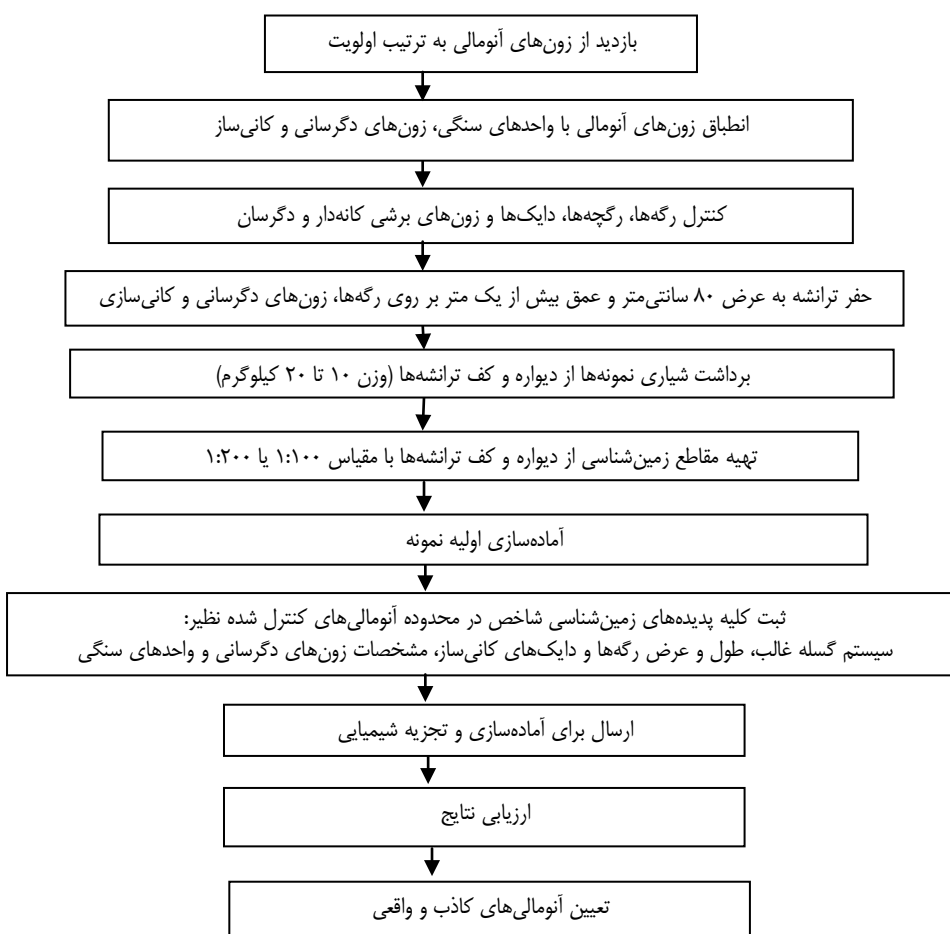 بازدید از زون‌های آنومالی به ترتیب اولویت
انطباق زون‌های آنومالی با واحدهای سنگی، زون‌های دگرسانی و کانی‌ساز
کنترل رگه‌ها، رگچه‌ها، دایک‌ها و زون‌های برشی کانه‌دار و دگرسان
حفر ترانشه به عرض ۸۰ سانتی‌متر و عمق بیش از یک متر بر روی رگه‌ها، زون‌های دگرسانی و کانی‌سازی
برداشت شیاری نمونه‌ها از دیواره و کف ترانشه‌ها (وزن ۱۰ تا ۲۰ کیلوگرم)
تهیه مقاطع زمین‌شناسی از دیواره و کف ترانشه‌ها با مقیاس ۱:۱۰۰ یا ۱:۲۰۰
آماده‌سازی اولیه نمونه
ثبت کلیه پدیده‌های زمین‌شناسی شاخص در محدوده آنومالی‌های کنترل شده نظیر:
سیستم گسله غالب، طول و عرض رگه‌ها و دایک‌های کانی‌ساز، مشخصات زون‌های دگرسانی و واحدهای سنگی
ارسال برای آماده‌سازی و تجزیه شیمیایی
ارزیابی نتایج
تعیین آنومالی‌های کاذب و واقعی